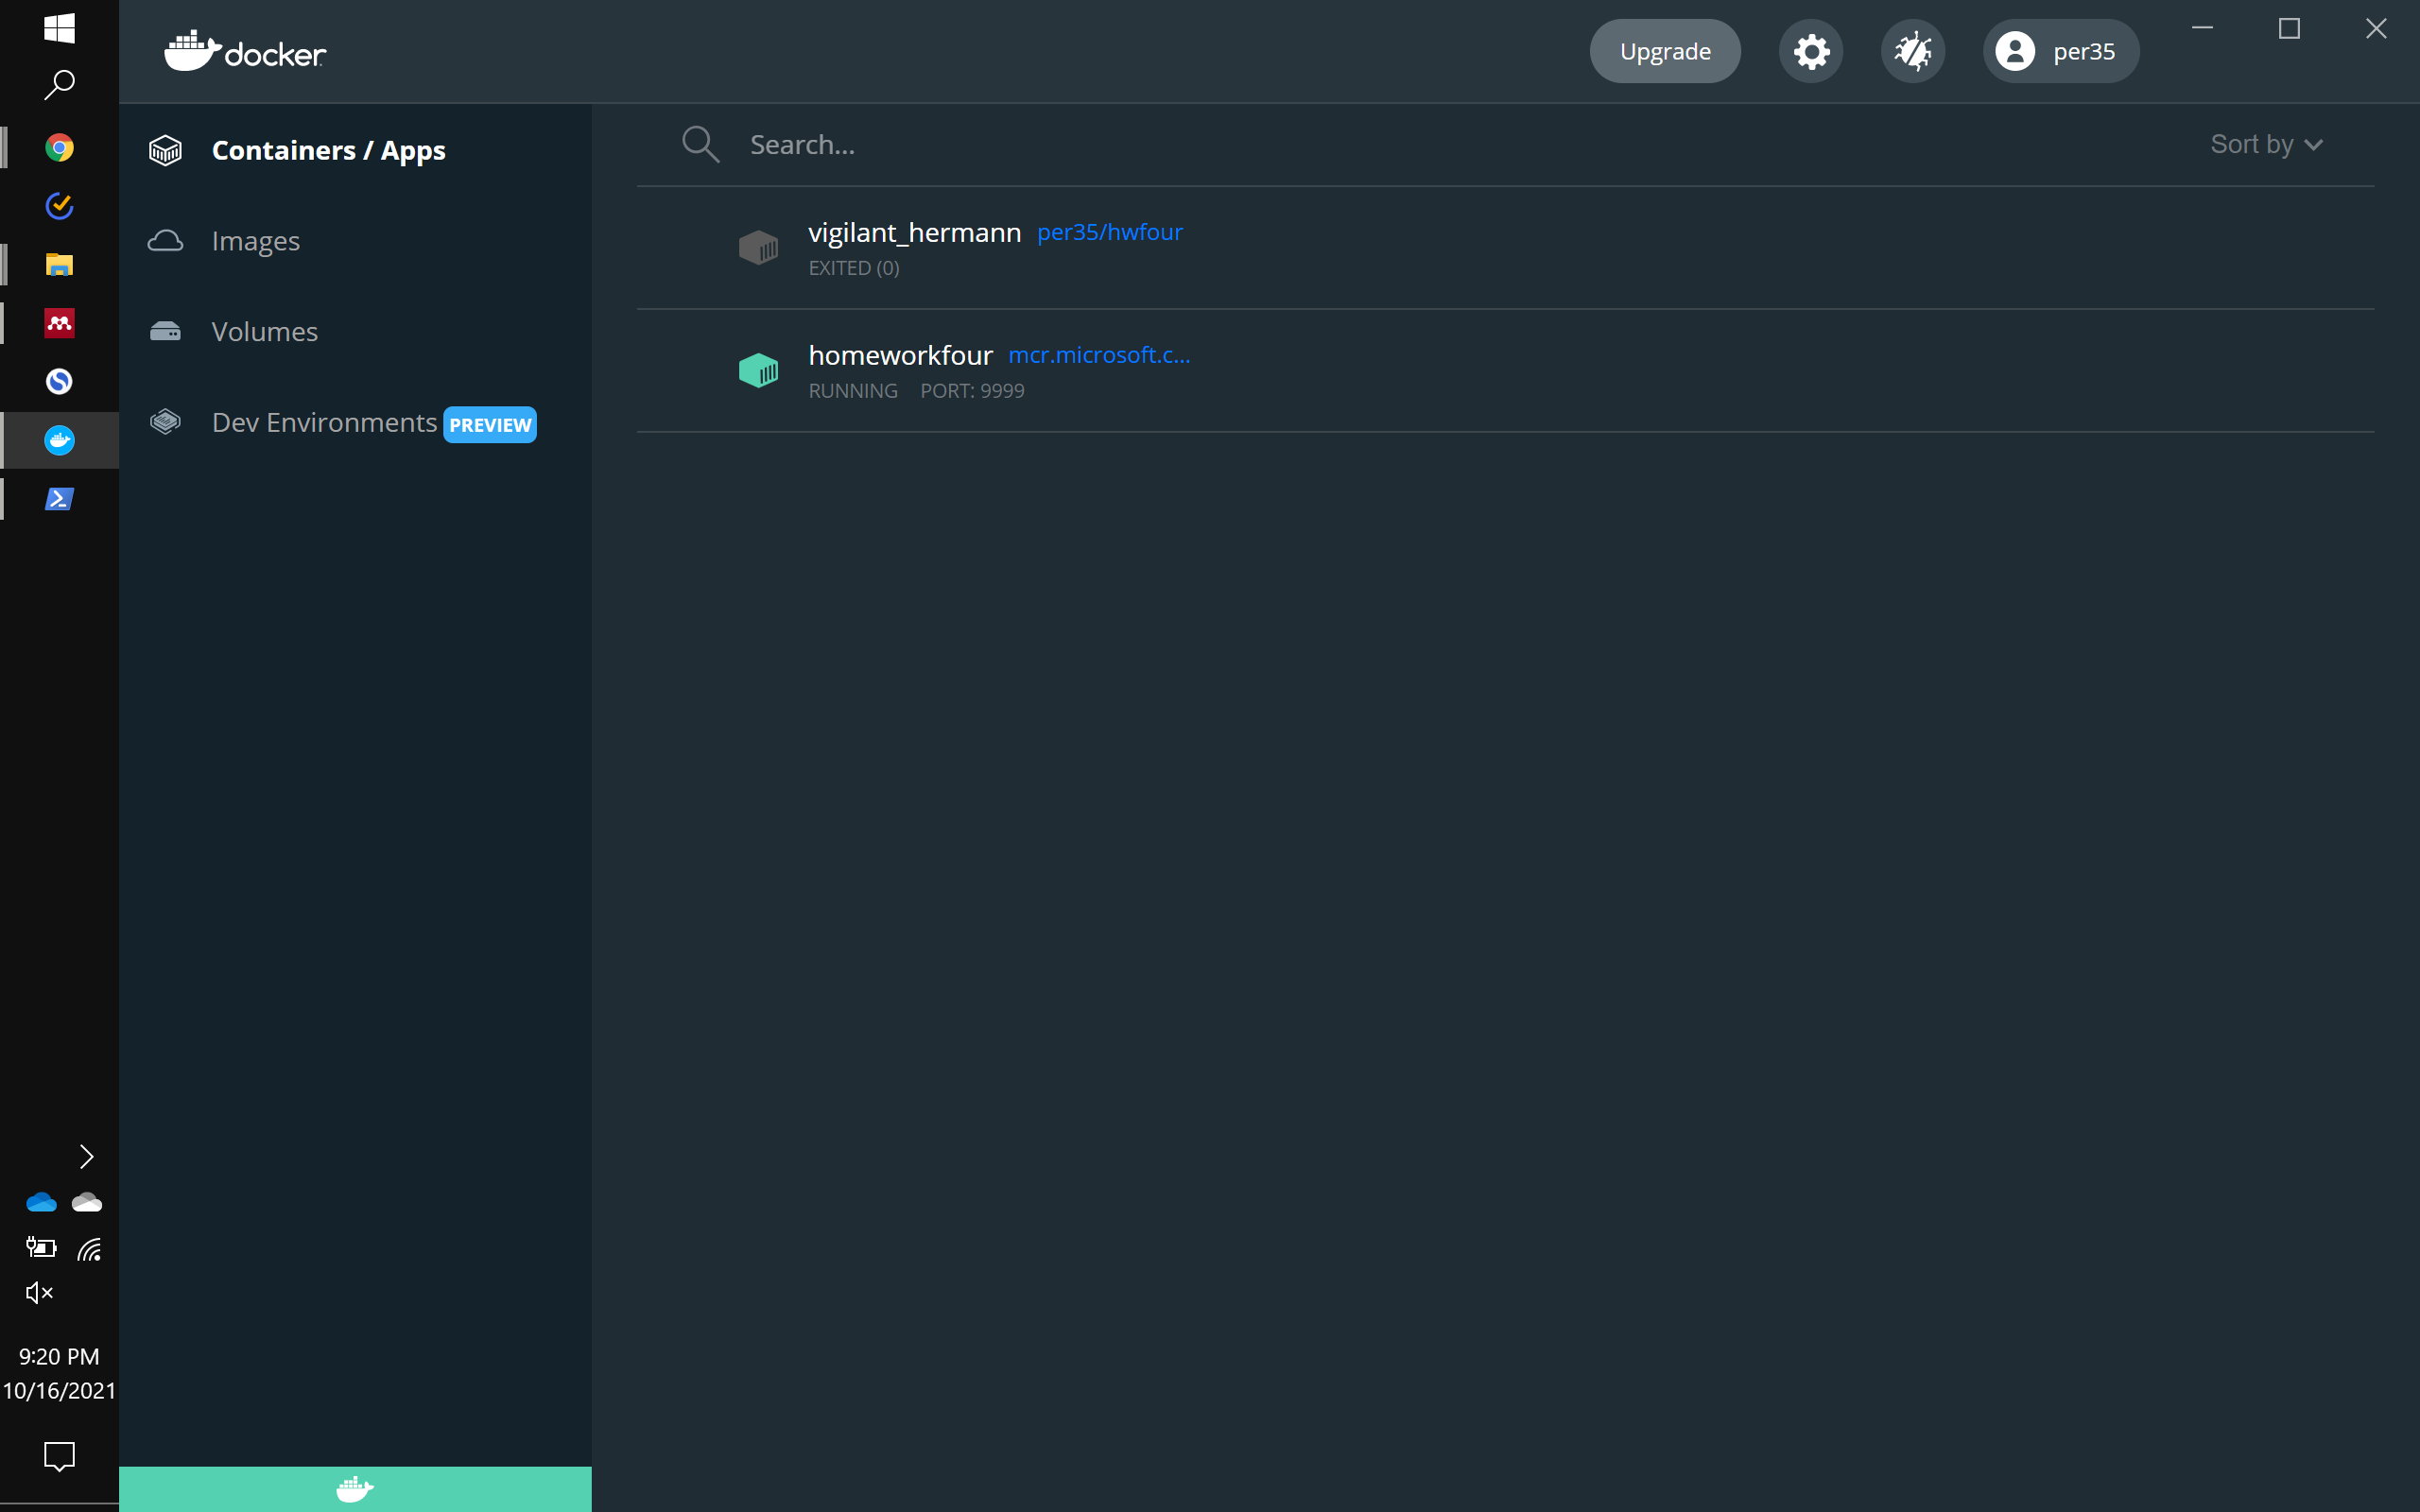 docker
Upgrade
per35
Containers / Apps
Images
Volumes
Dev Environments PREVIEW
Search...
Sort by
vigilant_hermann per35/hwfour
EXITED (0)
homeworkfour mcr.microsoft.c...
RUNNING PORT: 9999
9:20 PM
10/16/2021